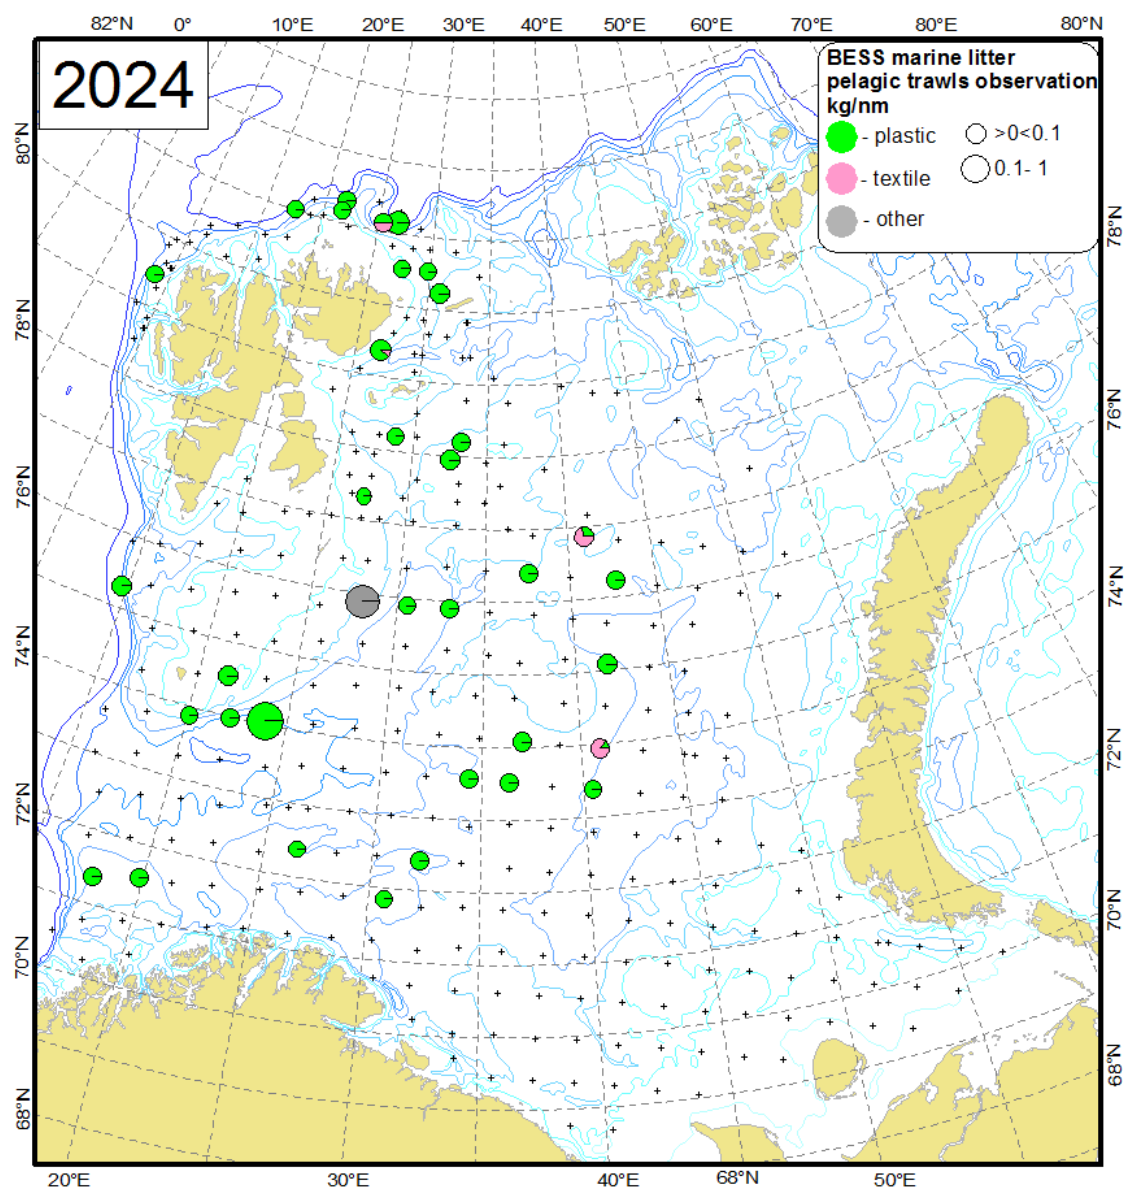 82°N 0° 10°E 20°E 30°E 40°E 50°E 60°E 70°E 80°E 80°N
2024
BESS marine litter
pelagic trawls observation
kg/nm
- plastic >0<0.1
- textile 0.1- 1
- other
80°N
78°N
76°N
74°N
72°N
70°N
68°N
78°N
76°N
74°N
72°N
70°N
68°N
20°E 30°E 40°E 68°N 50°E